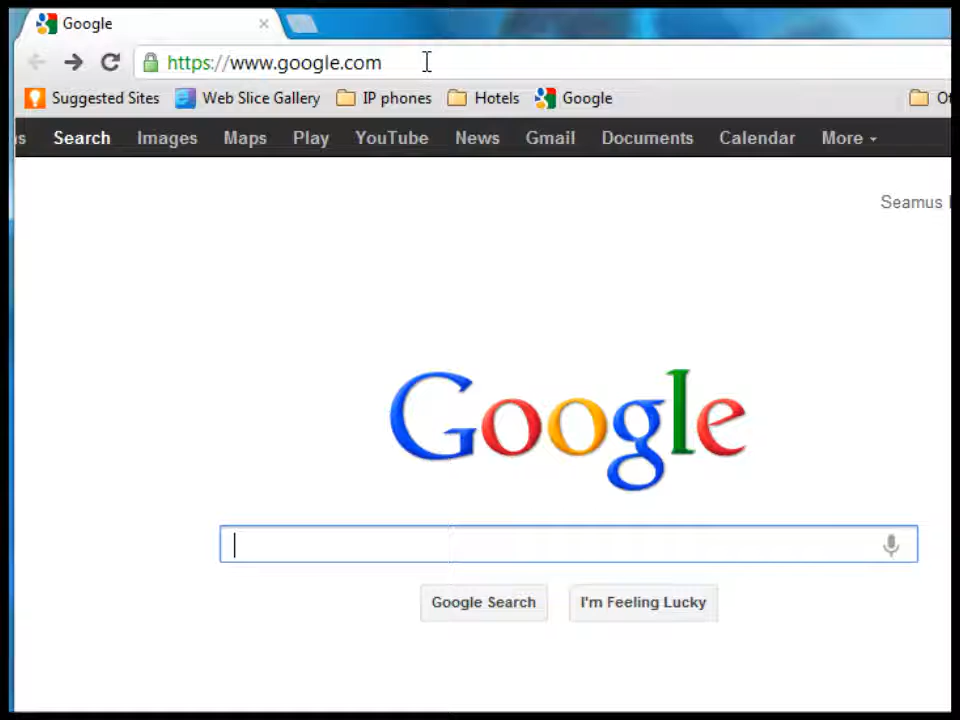 Google
https://www.google.com
Suggested Sites Web Slice Gallery IP phones Hotels Google
Search Images Maps Play YouTube News Gmail Documents Calendar More
Seamus
Google
Google Search I'm Feeling Lucky